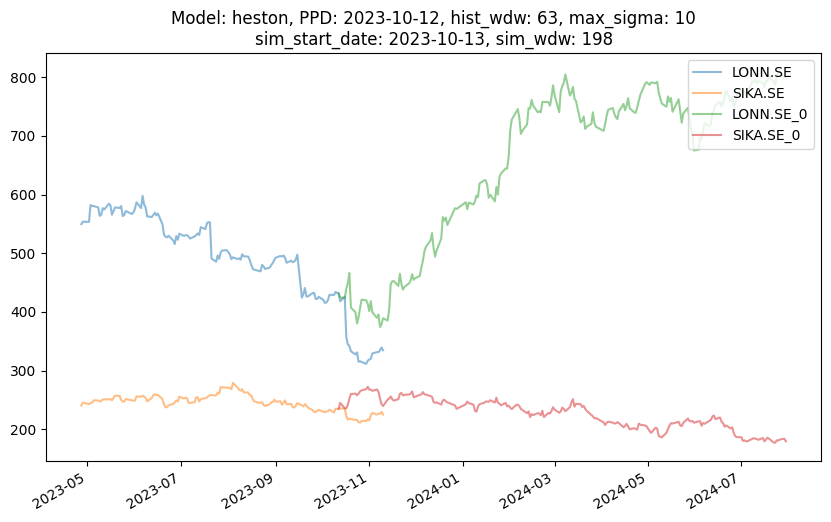 Model: heston, PPD: 2023-10-12, hist_wdw: 63, max_sigma: 10
sim_start_date: 2023-10-13, sim_wdw: 198
800
700
600
500
400
300
200
LONN.SE
SIKA.SE
LONN.SE_0
SIKA.SE_0
2023-05
2023-07
2023-09
2023-11
2024-01
2024-03
2024-05
2024-07